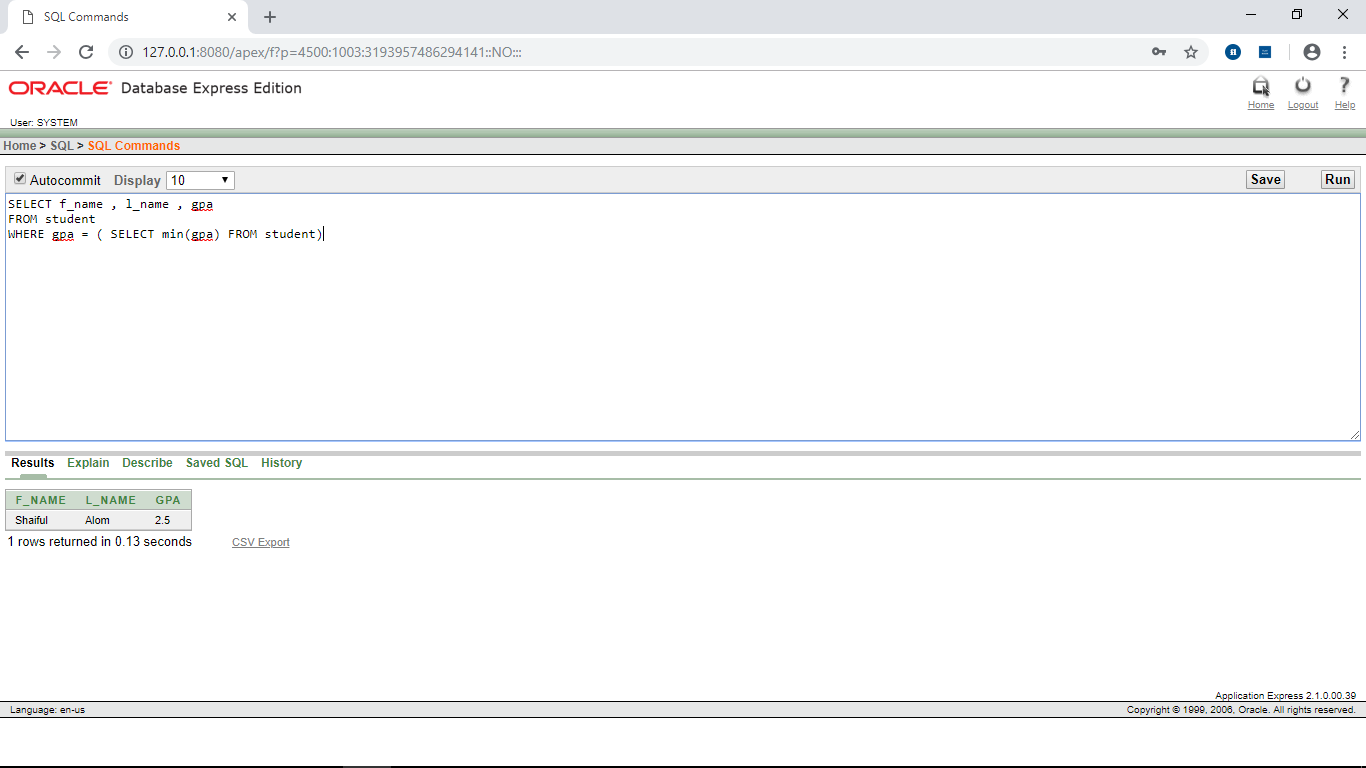 SQL Commands
127.0.0.1:8080/apex/f?p=4500:1003:3193957486294141::NO:::
ORACLE Database Express Edition
Home Logout Help
User: SYSTEM
Home > SQL > SQL Commands
Autocommit Display 10 Save Run
SELECT f_name , l_name , gpa
FROM student
WHERE gpa = ( SELECT min(gpa) FROM student)
Results Explain Describe Saved SQL History
F_NAME L_NAME GPA
Shaiful Alom 2.5
1 rows returned in 0.13 seconds CSV Export
Application Express 2.1.0.00.39
Language: en-us Copyright © 1999, 2006, Oracle. All rights reserved.